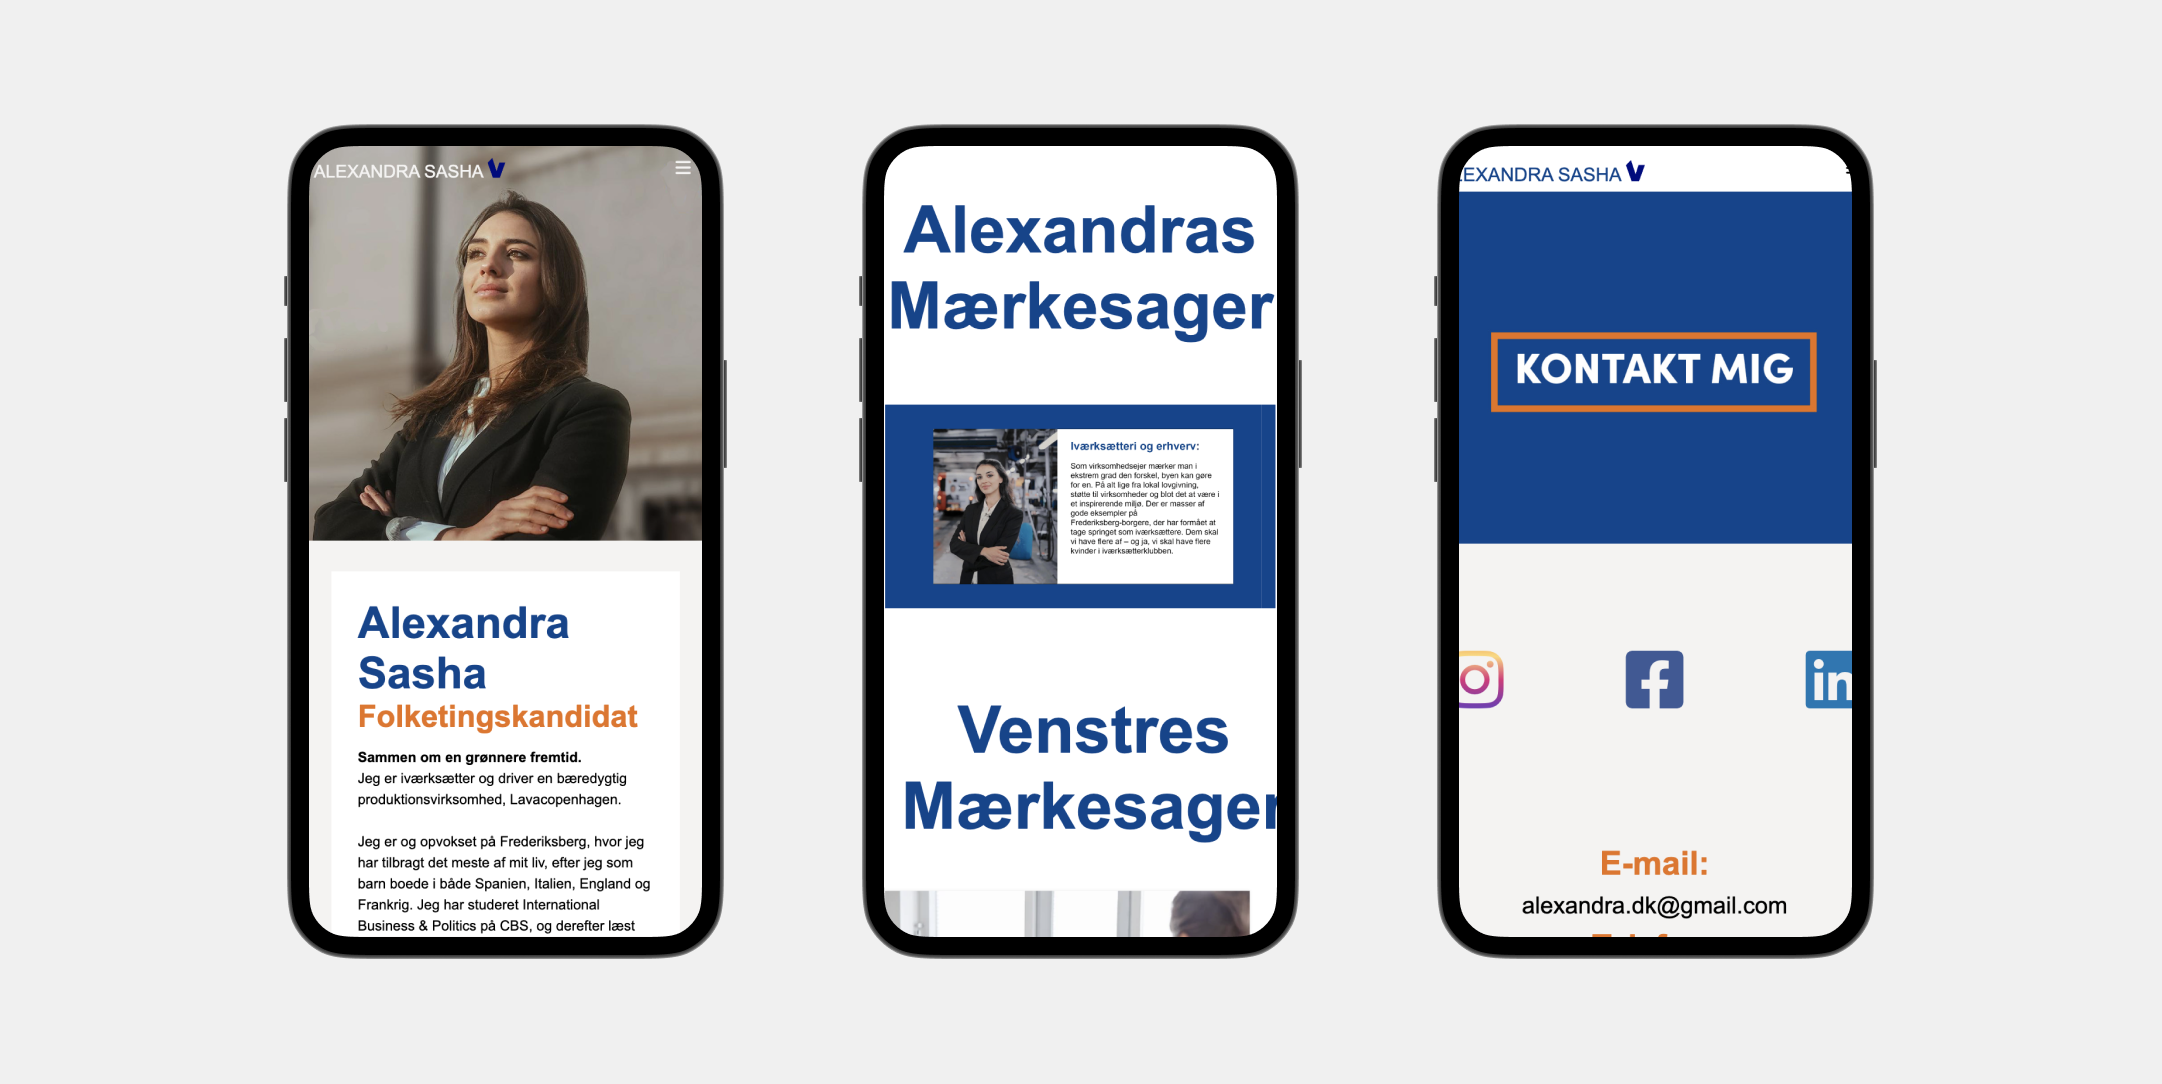 ALEXANDRA SASHA V
Alexandra
Sasha
Folketingskandidat
Sammen om en grønnere fremtid.
Jeg er iværksætter og driver en bæredygtig
produktionsvirksomhed, Lavacopenhagen.
Jeg er og opvokset på Frederiksberg, hvor jeg
har tilbragt det meste af mit liv, efter jeg som
barn boede i både Spanien, Italien, England og
Frankrig. Jeg har studeret International
Business & Politics på CBS, og derefter læst
Alexandras
Mærkesager
Iværksætteri og erhverv:
Som virksomhedsejer mærker man i
ekstrem grad den forskel, byen kan gøre
for en. På alt lige fra lokal lovgivning,
støtte til virksomheder og blot det at være i
et inspirerende miljø. Der er masser af
gode eksempler på
Frederiksberg-borgere, der har formået at
tage springet som iværksættere. Dem skal
vi have flere af – og ja, vi skal have flere
kvinder i iværksætterklubben.
Venstres
Mærkesager
EXANDRA SASHA V
KONTAKT MIG
in
E-mail:
alexandra.dk@gmail.com